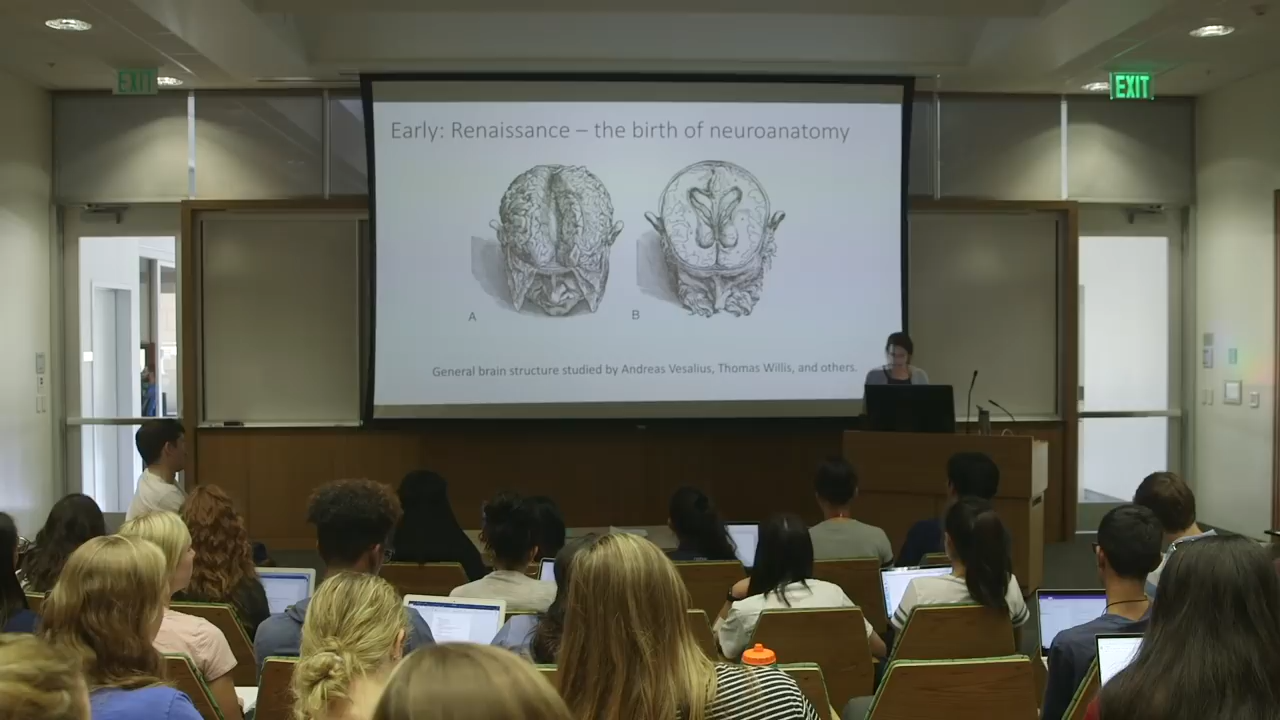 EXIT
EXIT
Early: Renaissance – the birth of neuroanatomy
A
B
General brain structure studied by Andreas Vesalius, Thomas Willis, and others.